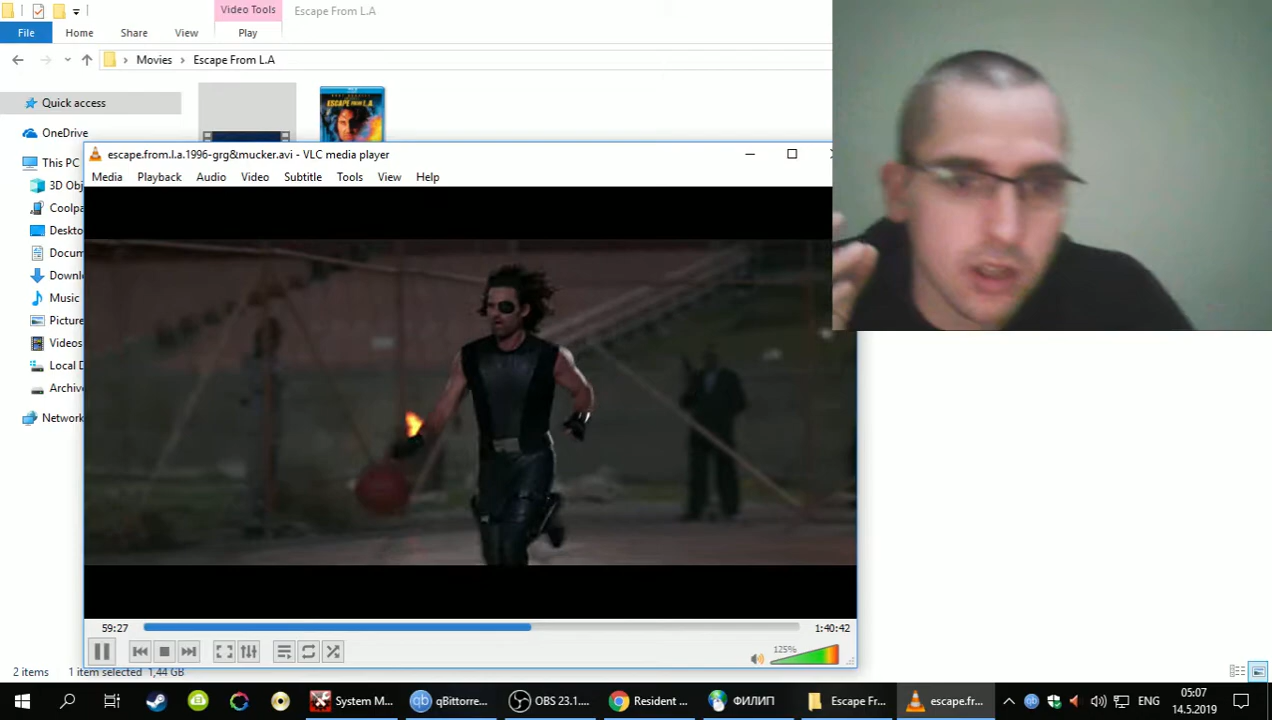 Video Tools
Escape From L.A
File
Home
Share
View
Play
Movies
Escape From L.A
Quick access
OneDrive
This PC
3D Obj
Coolpa
Deskto
Docum
Downl
Music
Picture
Videos
Local D
Archiv
Network
ESCAPE FROM L.A.
escape.from.l.a.1996-grg&mucker.avi - VLC media player
Media
Playback
Audio
Video
Subtitle
Tools
View
Help
59:27
1:40:42
125%
2 items
1 item selected 1,44 GB
System M...
qBittorre...
OBS 23.1....
Resident ...
ФИЛИП
Escape Fr...
escape.fr...
ENG
05:07
14.5.2019